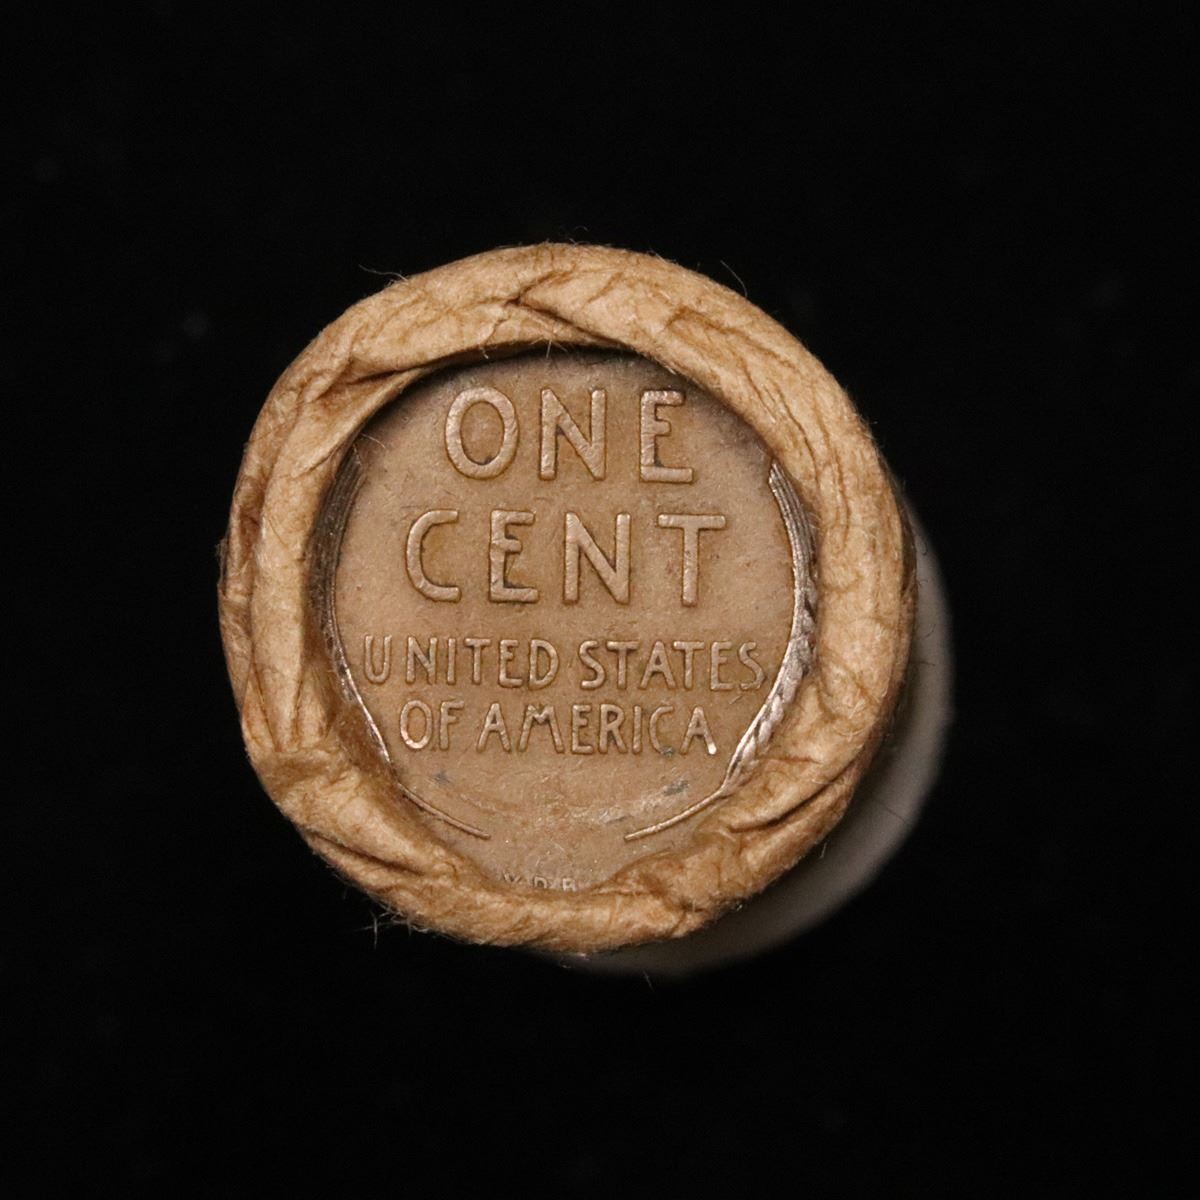 ONE
CENT
UNITED STATES
OF AMERICA
V.D.B.